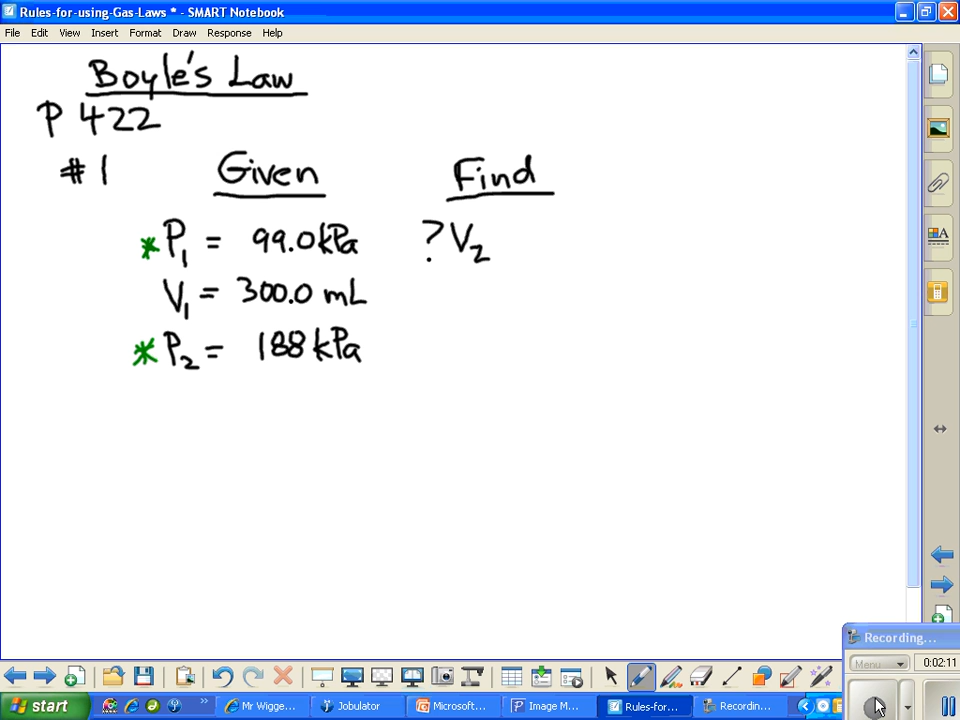 Rules-for-using-Gas-Laws * - SMART Notebook
File Edit View Insert Format Draw Response Help
Boyle's Law
P 422
#1 Given Find
* P₁ = 99.0 kPa ? V₂
V₁ = 300.0 mL
* P₂ = 188 kPa
Recording...
Menu 0:02:11
start Mr Wigge... Jobulator Microsoft... Image M... Rules-for... Recordin...